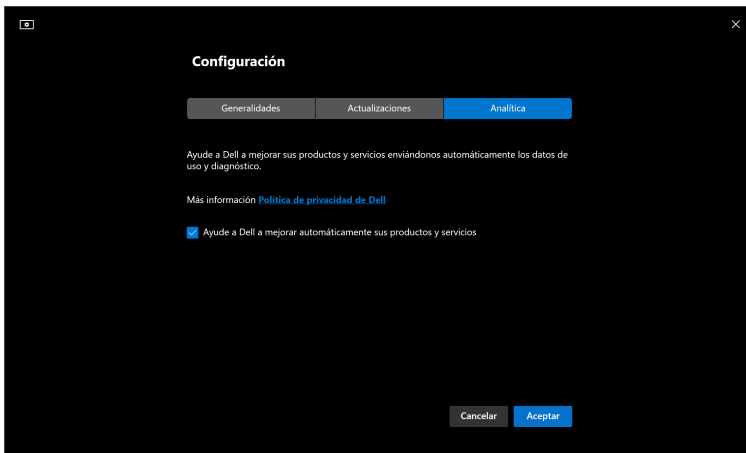 Configuración
Generalidades
Actualizaciones
Analítica
Ayude a Dell a mejorar sus productos y servicios enviándonos automáticamente los datos de
uso y diagnóstico.
Más información Política de privacidad de Dell
Ayude a Dell a mejorar automáticamente sus productos y servicios
Cancelar
Aceptar